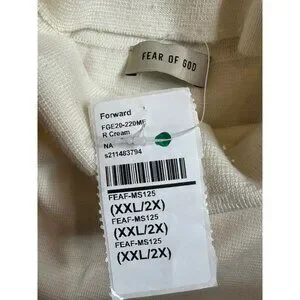 FEAR OF GOD
Forward
FGE20-220MF
R Cream
NA
s211483794
FEAF-MS125
(XXL/2X)
FEAF-MS125
(XXL/2X)
FEAF-MS125
(XXL/2X)